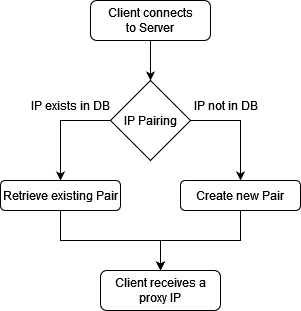 Client connects
to Server
IP exists in DB
IP not in DB
IP Pairing
Retrieve existing Pair
Create new Pair
Client receives a
proxy IP